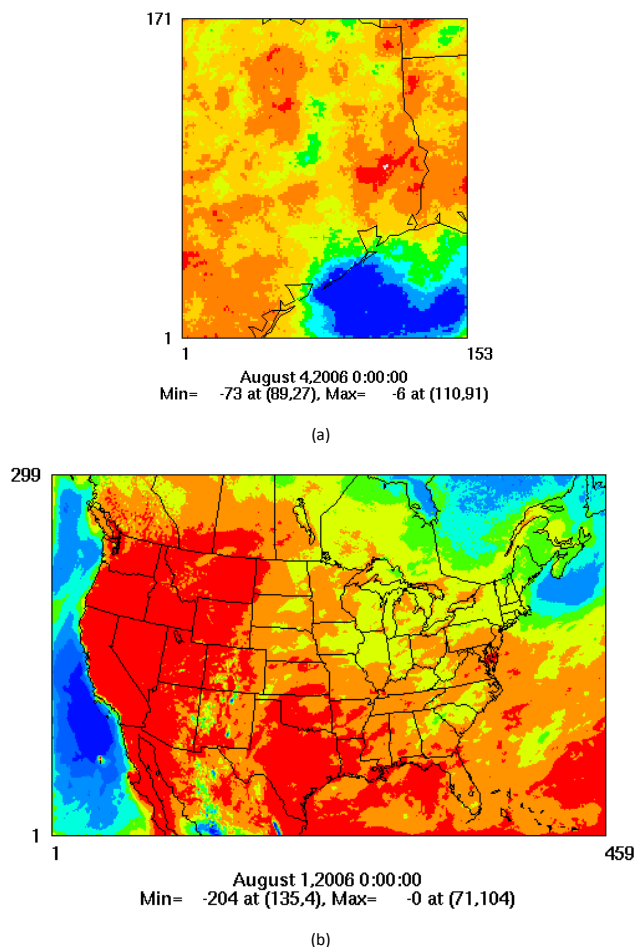 171
1
1
153
August 4,2006 0:00:00
Min= -73 at (89,27), Max= -6 at (110,91)
(a)
299
1
1
459
August 1,2006 0:00:00
Min= -204 at (135,4), Max= -0 at (71,104)
(b)